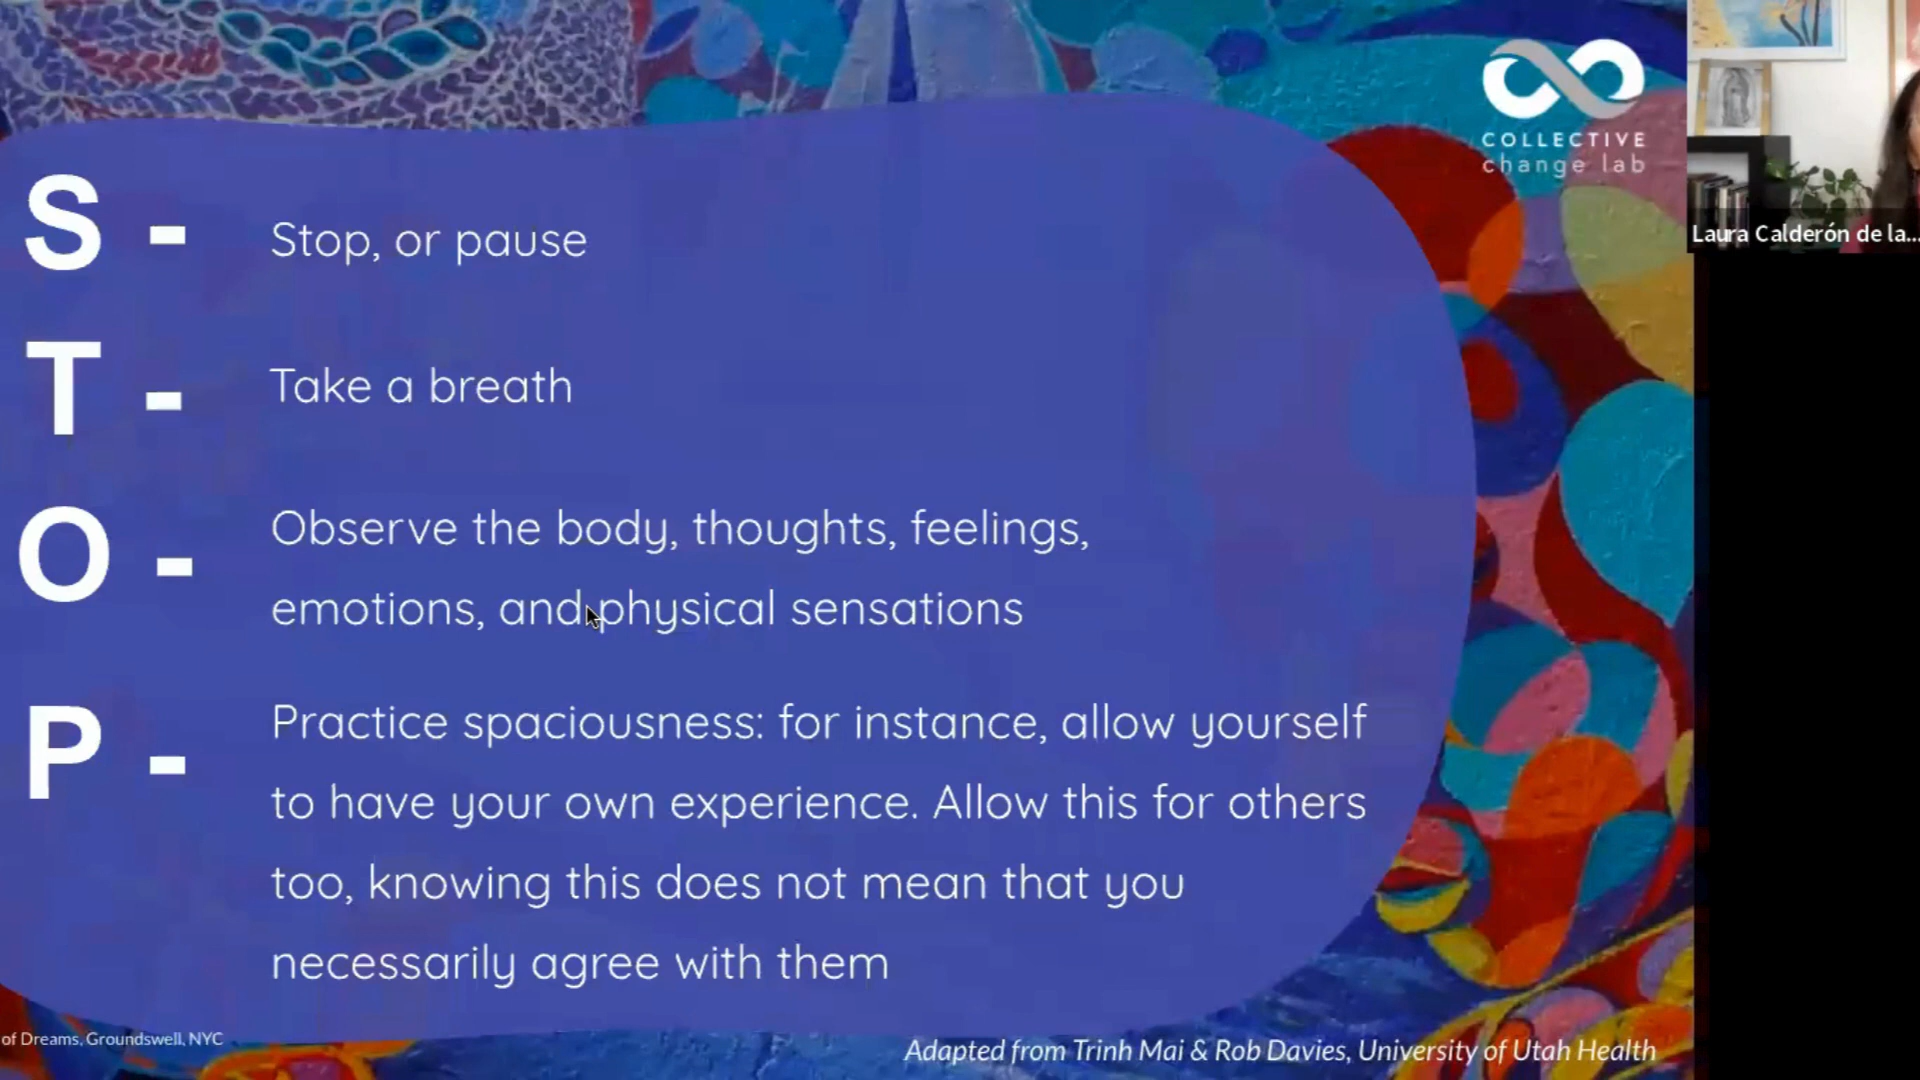 COLLECTIVE
change lab
Laura Calderón de la...
S - Stop, or pause
T - Take a breath
O - Observe the body, thoughts, feelings,
emotions, and physical sensations
P - Practice spaciousness: for instance, allow yourself
to have your own experience. Allow this for others
too, knowing this does not mean that you
necessarily agree with them
of Dreams, Groundswell, NYC
Adapted from Trinh Mai & Rob Davies, University of Utah Health